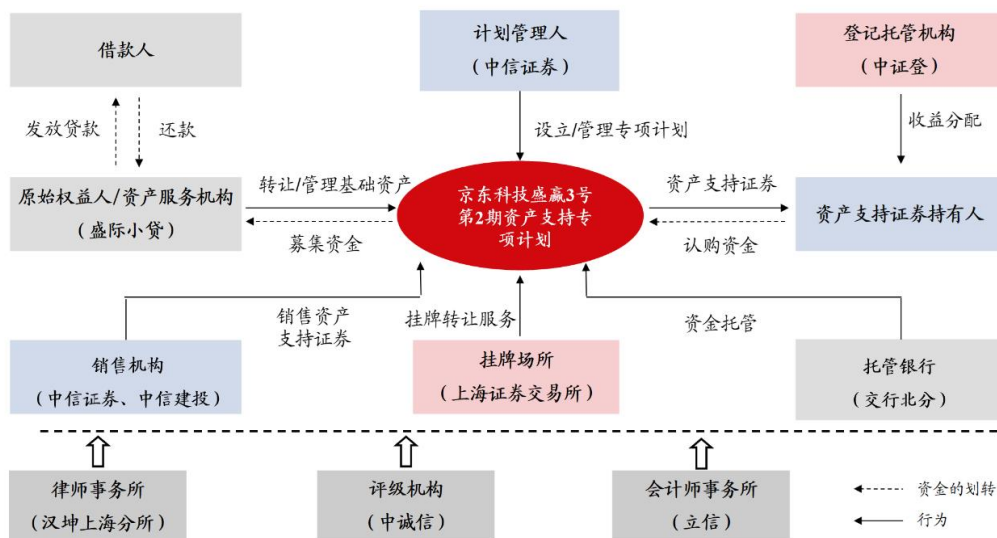 借款人
计划管理人
（中信证券）
登记托管机构
（中证登）
发放贷款
还款
设立/管理专项计划
收益分配
原始权益人/资产服务机构
（盛际小贷）
转让/管理基础资产
募集资金
京东科技盛赢3号
第2期资产支持专
项计划
资产支持证券
认购资金
资产支持证券持有人
销售资产
支持证券
挂牌转让服务
资金托管
销售机构
（中信证券、中信建投）
挂牌场所
（上海证券交易所）
托管银行
（交行北分）
律师事务所
（汉坤上海分所）
评级机构
（中诚信）
会计师事务所
（立信）
资金的划转
行为